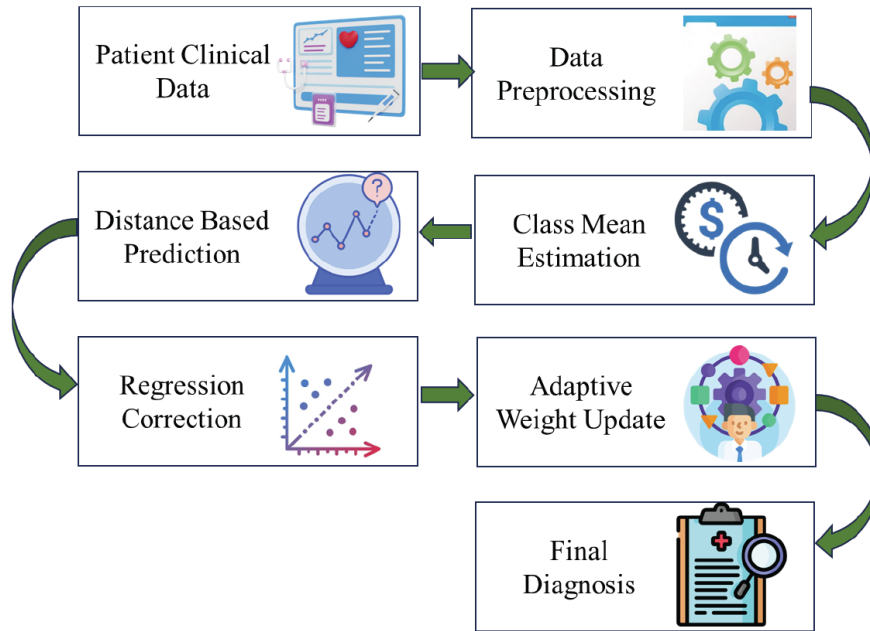 Patient Clinical
Data
Data
Preprocessing
Class Mean
Estimation
$
Distance Based
Prediction
?
Regression
Correction
Adaptive
Weight Update
Final
Diagnosis